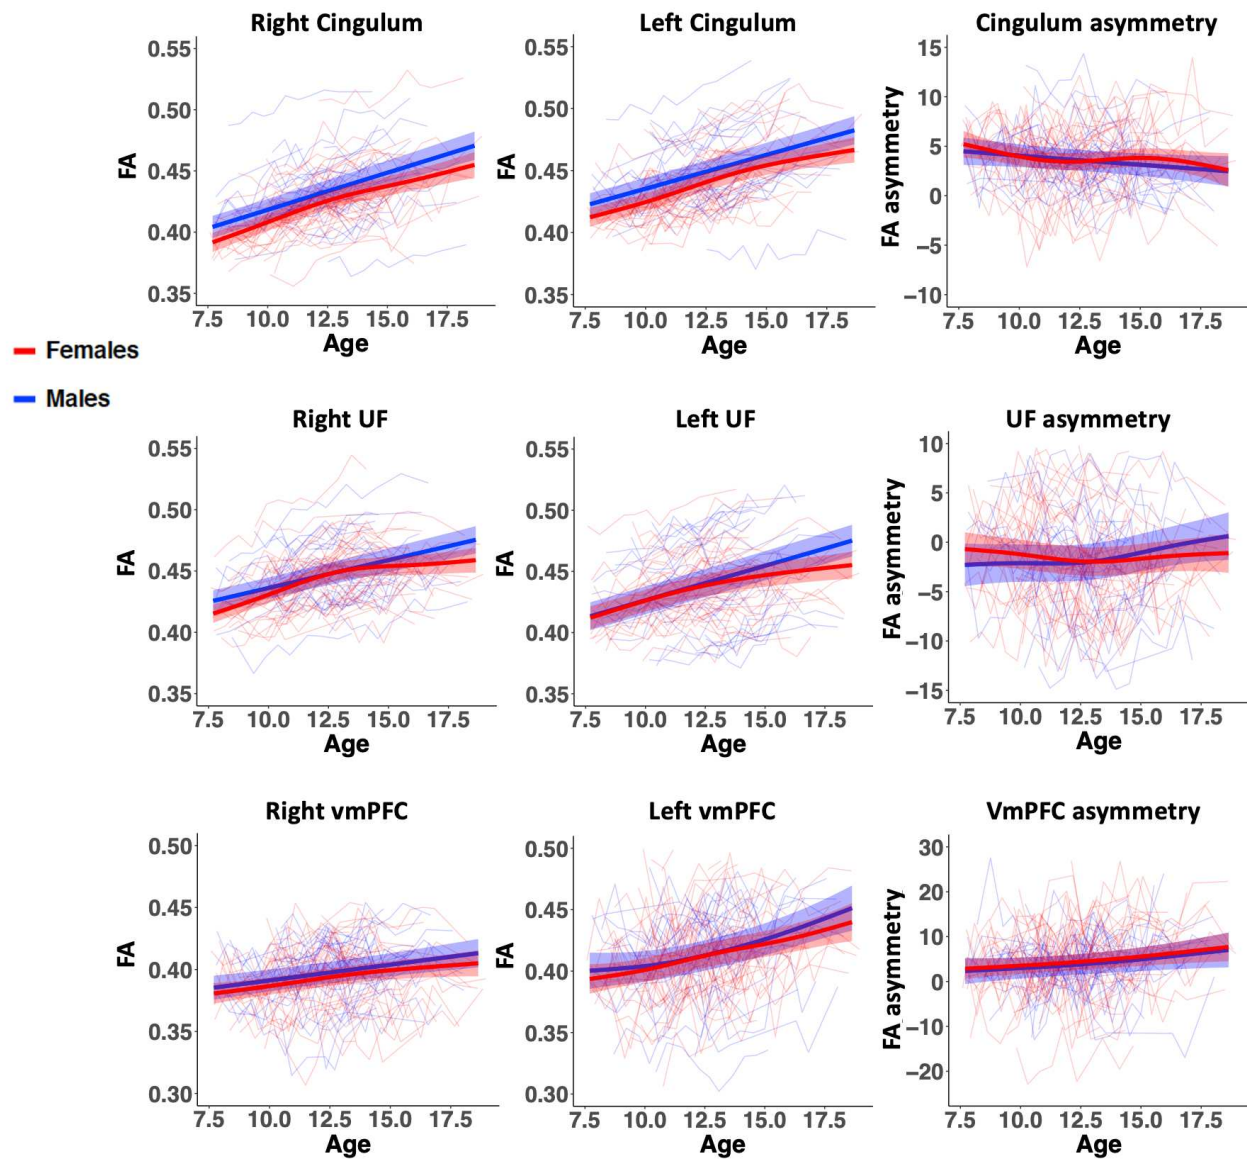 Right Cingulum
Left Cingulum
Cingulum asymmetry
0.55
0.50
0.45
0.40
0.35
FA
7.5 10.0 12.5 15.0 17.5
Age
0.55
0.50
0.45
0.40
0.35
FA
7.5 10.0 12.5 15.0 17.5
Age
15
10
5
0
−5
−10
FA asymmetry
7.5 10.0 12.5 15.0 17.5
Age
Females
Males
Right UF
Left UF
UF asymmetry
0.55
0.50
0.45
0.40
0.35
FA
7.5 10.0 12.5 15.0 17.5
Age
0.55
0.50
0.45
0.40
0.35
FA
7.5 10.0 12.5 15.0 17.5
Age
10
5
0
−5
−10
−15
FA asymmetry
7.5 10.0 12.5 15.0 17.5
Age
Right vmPFC
Left vmPFC
VmPFC asymmetry
0.50
0.45
0.40
0.35
0.30
FA
7.5 10.0 12.5 15.0 17.5
Age
0.50
0.45
0.40
0.35
0.30
FA
7.5 10.0 12.5 15.0 17.5
Age
30
20
10
0
−10
−20
FA asymmetry
7.5 10.0 12.5 15.0 17.5
Age